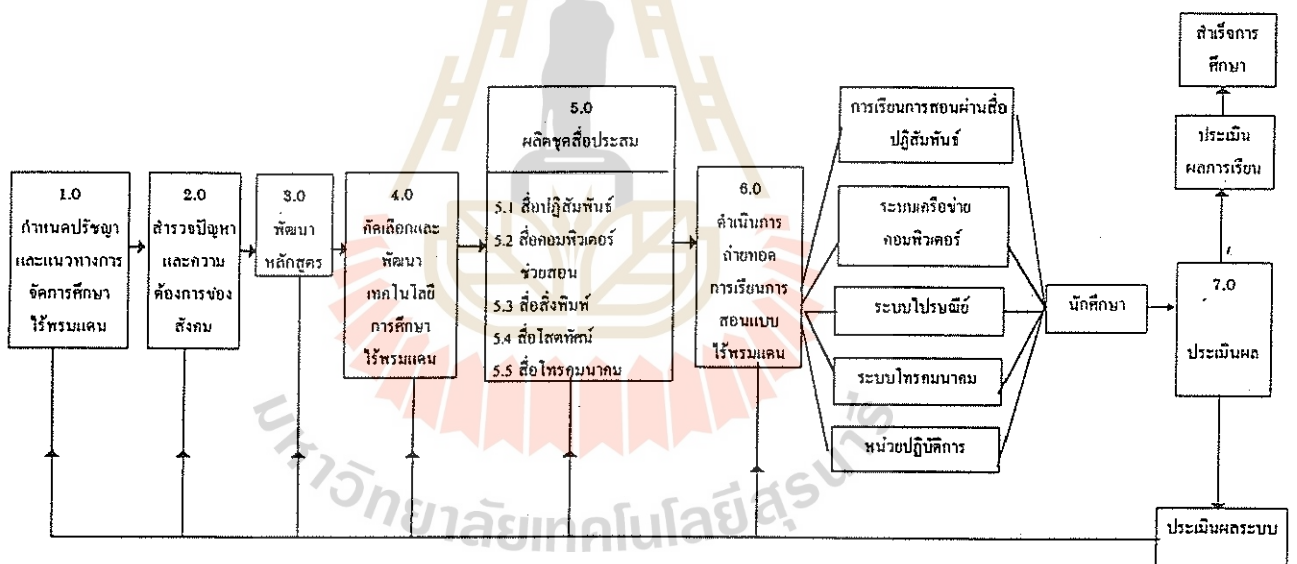 1.0
กำหนดปรัชญา
และแนวทางการ
จัดการศึกษา
ไร้พรมแดน
2.0
สำรวจปัญหา
และความ
ต้องการของ
สังคม
3.0
พัฒนา
หลักสูตร
4.0
คัดเลือกและ
พัฒนา
เทคโนโลยี
การศึกษา
ไร้พรมแดน
5.0
ผลิตชุดสื่อประสม
5.1 สื่อปฏิสัมพันธ์
5.2 สื่อคอมพิวเตอร์
ช่วยสอน
5.3 สื่อสิ่งพิมพ์
5.4 สื่อโสตทัศน์
5.5 สื่อโทรคมนาคม
6.0
ดำเนินการ
ถ่ายทอด
การเรียนการ
สอนแบบ
ไร้พรมแดน
การเรียนการสอนผ่านสื่อ
ปฏิสัมพันธ์
ระบบเครือข่าย
คอมพิวเตอร์
ระบบไปรษณีย์
ระบบโทรคมนาคม
หน่วยปฏิบัติการ
นักศึกษา
7.0
ประเมินผล
ประเมิน
ผลการเรียน
สำเร็จการ
ศึกษา
ประเมินผลระบบ
มหาวิทยาลัยเทคโนโลยีสุรนารี